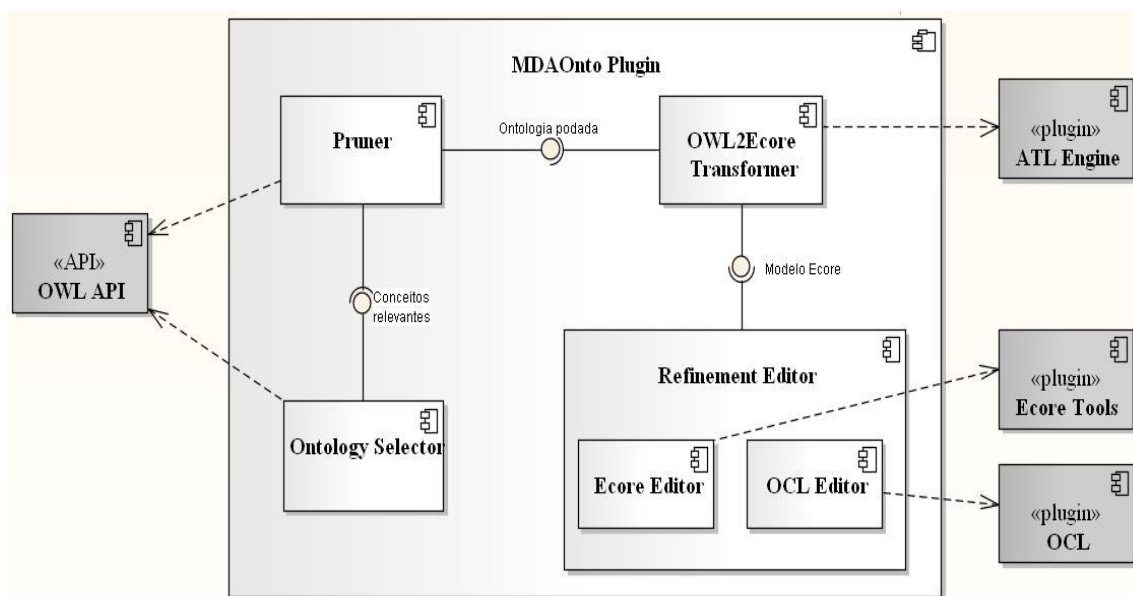 MDAOnto Plugin
Pruner
Ontologia podada
OWL2Ecore
Transformer
«plugin»
ATL Engine
«API»
OWL API
Conceitos
relevantes
Modelo Ecore
Refinement Editor
«plugin»
Ecore Tools
Ontology Selector
Ecore Editor
OCL Editor
«plugin»
OCL